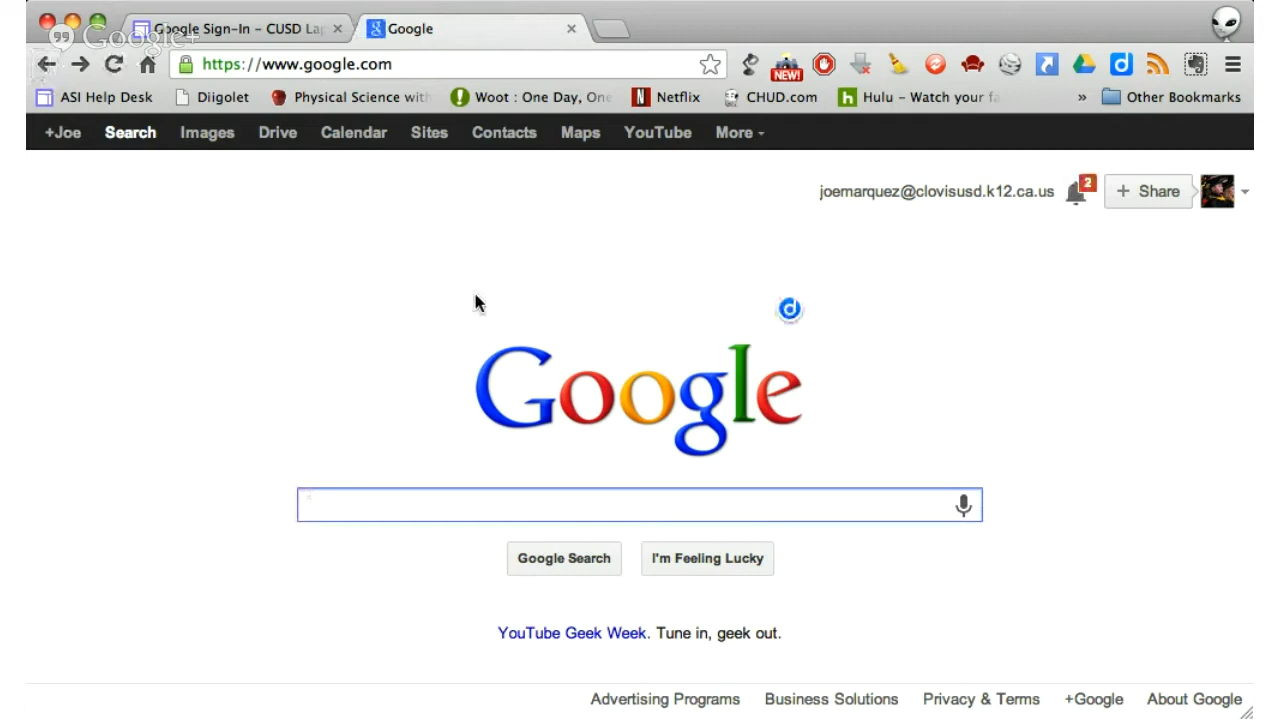 Google Sign-In - CUSD La
Google
Google+
https://www.google.com
NEW!
ASI Help Desk
Diigolet
Physical Science with
Woot : One Day, One
Netflix
CHUD.com
Hulu - Watch your fa
»
Other Bookmarks
+Joe Search Images Drive Calendar Sites Contacts Maps YouTube More
joemarquez@clovisusd.k12.ca.us 2 + Share
Google
Google Search I'm Feeling Lucky
YouTube Geek Week. Tune in, geek out.
Advertising Programs Business Solutions Privacy & Terms +Google About Google